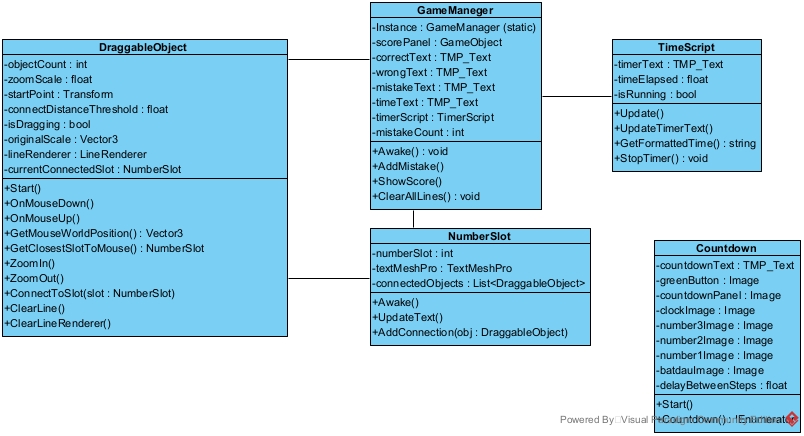 GameManeger
-Instance : GameManager (static)
-scorePanel : GameObject
-correctText : TMP_Text
-wrongText : TMP_Text
-mistakeText : TMP_Text
-timeText : TMP_Text
-timerScript : TimerScript
-mistakeCount : int
+Awake() : void
+AddMistake()
+ShowScore()
+ClearAllLines() : void
DraggableObject
-objectCount : int
-zoomScale : float
-startPoint : Transform
-connectDistanceThreshold : float
-isDragging : bool
-originalScale : Vector3
-lineRenderer : LineRenderer
-currentConnectedSlot : NumberSlot
+Start()
+OnMouseDown()
+OnMouseUp()
+GetMouseWorldPosition() : Vector3
+GetClosestSlotToMouse() : NumberSlot
+ZoomIn()
+ZoomOut()
+ConnectToSlot(slot : NumberSlot)
+ClearLine()
+ClearLineRenderer()
TimeScript
-timerText : TMP_Text
-timeElapsed : float
-isRunning : bool
+Update()
+UpdateTimerText()
+GetFormattedTime() : string
+StopTimer() : void
NumberSlot
-numberSlot : int
-textMeshPro : TextMeshPro
-connectedObjects : List<DraggableObject>
+Awake()
+UpdateText()
+AddConnection(obj : DraggableObject)
Countdown
-countdownText : TMP_Text
-greenButton : Image
-countdownPanel : Image
-clockImage : Image
-number3Image : Image
-number2Image : Image
-number1Image : Image
-batdauImage : Image
-delayBetweenSteps : float
+Start()
+Countdown() : IEnumerator
Powered By Visual Paradigm Community Edition